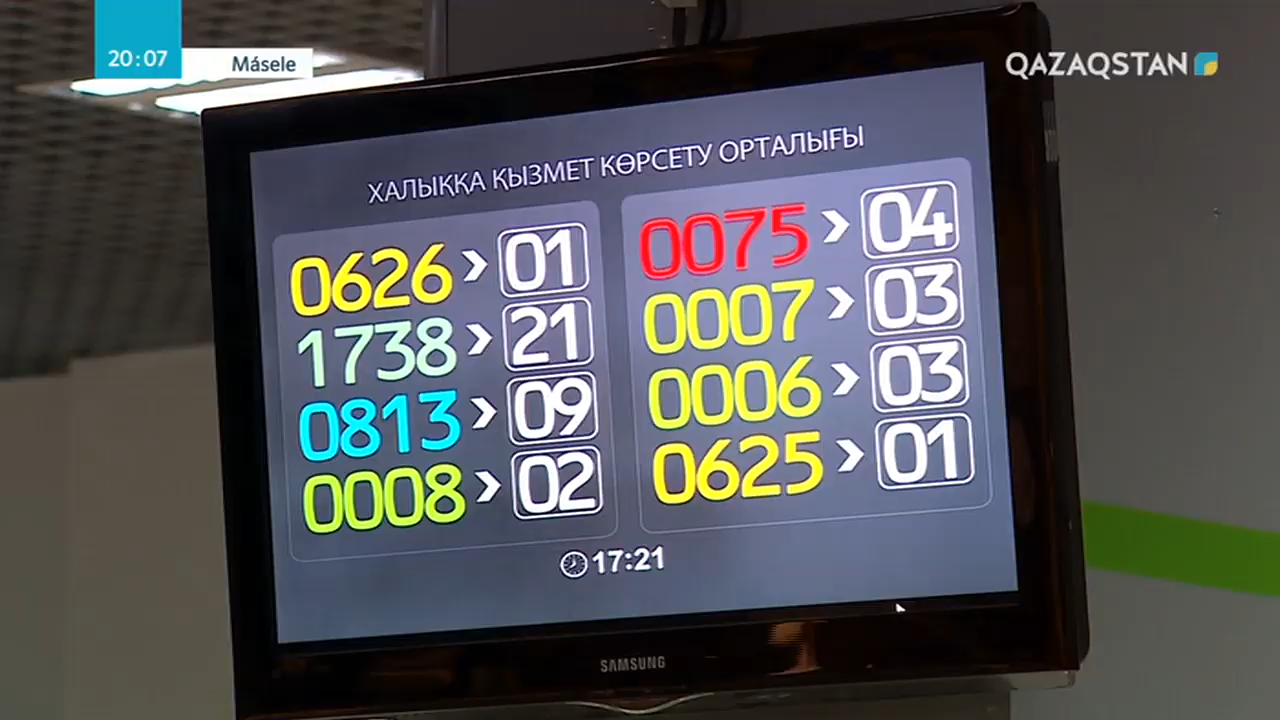 20:07
Másele
QAZAQSTAN
ХАЛЫҚҚА ҚЫЗМЕТ КӨРСЕТУ ОРТАЛЫҒЫ
0626 > 01
1738 > 21
0813 > 09
0008 > 02
0075 > 04
0007 > 03
0006 > 03
0625 > 01
17:21
SAMSUNG